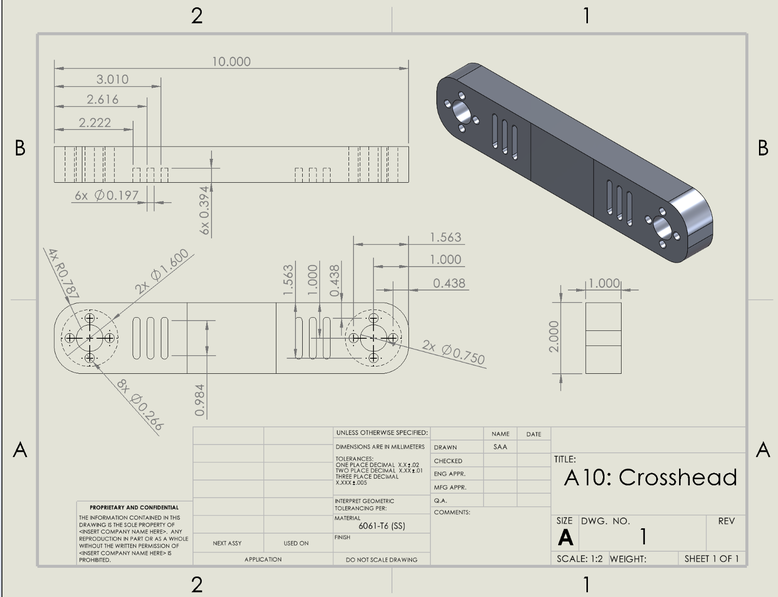 2
1
B
B
10.000
3.010
2.616
2.222
6x Ø0.197
6x 0.394
4x R0.787
2x Ø1.600
8x Ø0.266
0.984
1.563
1.000
0.438
1.563
1.000
0.438
2x Ø0.750
1.000
2.000
A
A
PROPRIETARY AND CONFIDENTIAL
THE INFORMATION CONTAINED IN THIS
DRAWING IS THE SOLE PROPERTY OF
<INSERT COMPANY NAME HERE>. ANY
REPRODUCTION IN PART OR AS A WHOLE
WITHOUT THE WRITTEN PERMISSION OF
<INSERT COMPANY NAME HERE> IS
PROHIBITED.
NEXT ASSY
USED ON
APPLICATION
UNLESS OTHERWISE SPECIFIED:
DIMENSIONS ARE IN MILLIMETERS
TOLERANCES:
ONE PLACE DECIMAL X.X±.02
TWO PLACE DECIMAL X.XX±.01
THREE PLACE DECIMAL
X.XXX±.005
INTERPRET GEOMETRIC
TOLERANCING PER:
MATERIAL
6061-T6 (SS)
FINISH
DO NOT SCALE DRAWING
NAME
DATE
DRAWN
SAA
CHECKED
ENG APPR.
MFG APPR.
Q.A.
COMMENTS:
TITLE:
A10: Crosshead
SIZE
A
DWG. NO.
1
REV
SCALE: 1:2
WEIGHT:
SHEET 1 OF 1
2
1